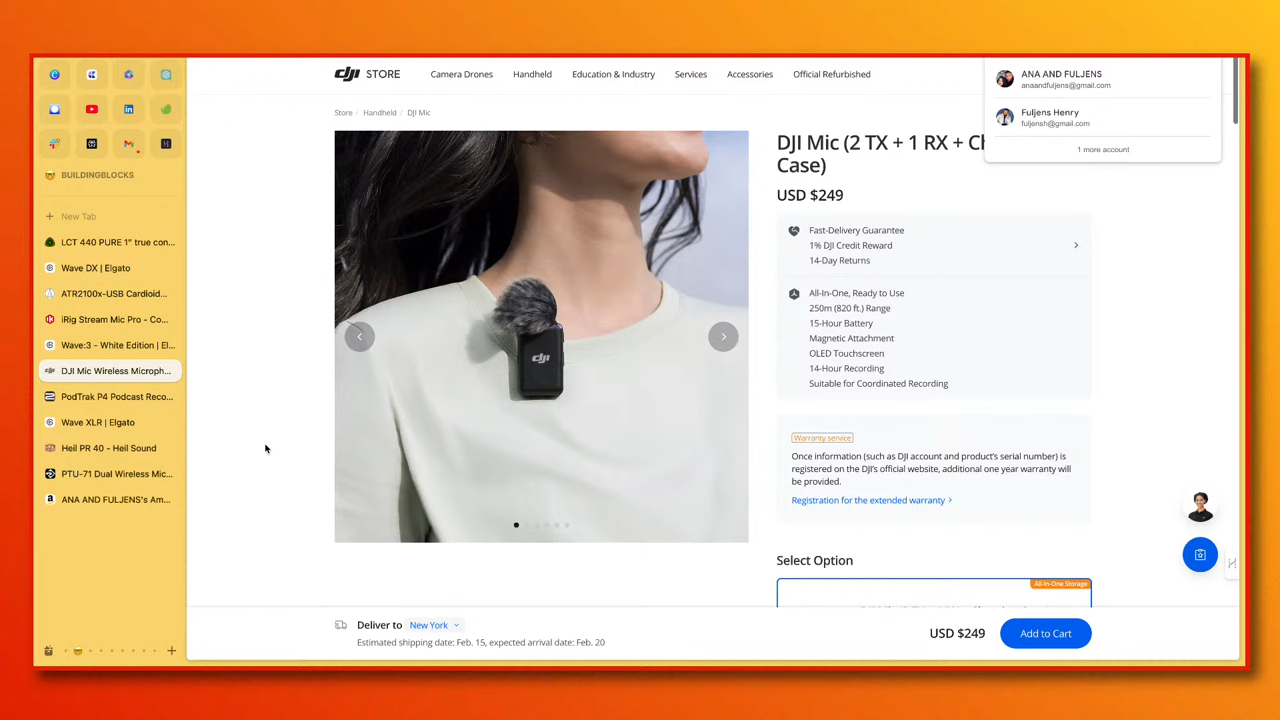 BUILDINGBLOCKS
New Tab
LCT 440 PURE 1" true con...
Wave DX | Elgato
ATR2100x-USB Cardioid...
iRig Stream Mic Pro - Co...
Wave:3 - White Edition | El...
DJI Mic Wireless Microph...
PodTrak P4 Podcast Reco...
Wave XLR | Elgato
Heil PR 40 - Heil Sound
PTU-71 Dual Wireless Mic...
ANA AND FULJENS's Am...
dji STORE
Camera Drones
Handheld
Education & Industry
Services
Accessories
Official Refurbished
ANA AND FULJENS
anaandfuljens@gmail.com
Fuljens Henry
fuljensh@gmail.com
1 more account
Store / Handheld / DJI Mic
dji
DJI Mic (2 TX + 1 RX + Ch
Case)
USD $249
Fast-Delivery Guarantee
1% DJI Credit Reward
14-Day Returns
All-In-One, Ready to Use
250m (820 ft.) Range
15-Hour Battery
Magnetic Attachment
OLED Touchscreen
14-Hour Recording
Suitable for Coordinated Recording
Warranty service
Once information (such as DJI account and product's serial number) is
registered on the DJI's official website, additional one year warranty will
be provided.
Registration for the extended warranty
Select Option
All-In-One Storage
Deliver to New York
Estimated shipping date: Feb. 15, expected arrival date: Feb. 20
USD $249
Add to Cart